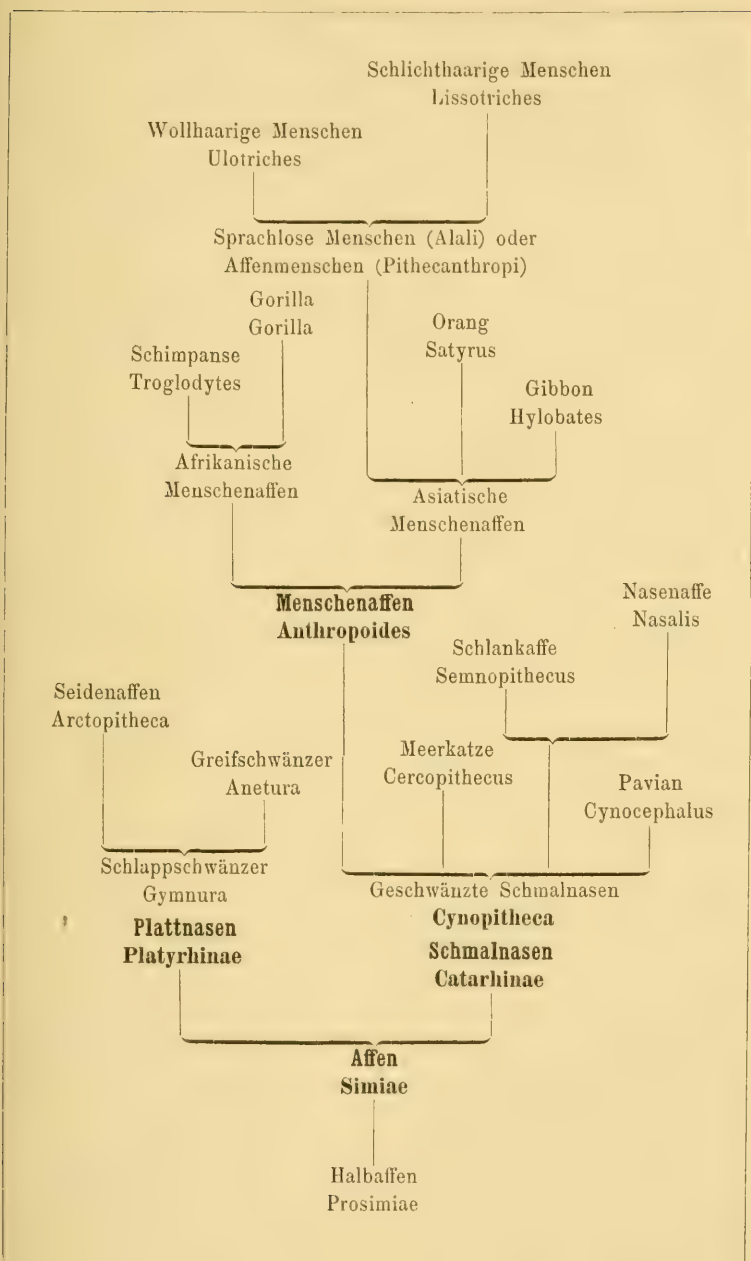 Schlichthaarige Menschen
Lissotriches
Wollhaarige Menschen
Ulotriches
Sprachlose Menschen (Alali) oder
Affenmenschen (Pithecanthropi)
Gorilla
Gorilla
Orang
Satyrus
Schimpanse
Troglodytes
Gibbon
Hylobates
Afrikanische
Menschenaffen
Asiatische
Menschenaffen
Menschenaffen
Anthropoides
Nasenaffe
Nasalis
Schlankaffe
Semnopithecus
Seidenaffen
Arctopitheca
Meerkatze
Cercopithecus
Greifschwänzer
Anetura
Pavian
Cynocephalus
Schlappschwänzer
Gymnura
Geschwänzte Schmalnasen
Cynopitheca
Plattnasen
Platyrhinae
Schmalnasen
Catarhinae
Affen
Simiae
Halbaffen
Prosimiae